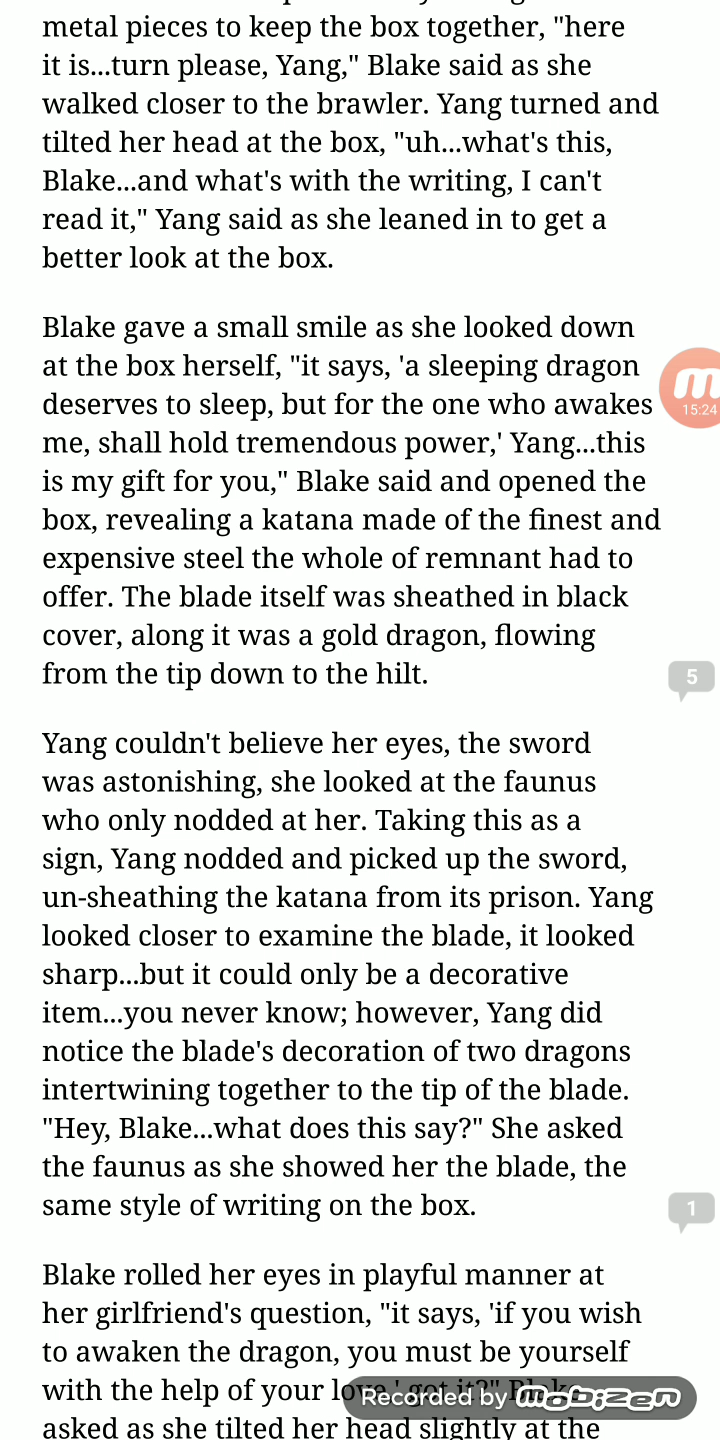 metal pieces to keep the box together, "here
it is...turn please, Yang," Blake said as she
walked closer to the brawler. Yang turned and
tilted her head at the box, "uh...what's this,
Blake...and what's with the writing, I can't
read it," Yang said as she leaned in to get a
better look at the box.
Blake gave a small smile as she looked down
at the box herself, "it says, 'a sleeping dragon
deserves to sleep, but for the one who awakes
me, shall hold tremendous power,' Yang...this
is my gift for you," Blake said and opened the
box, revealing a katana made of the finest and
expensive steel the whole of remnant had to
offer. The blade itself was sheathed in black
cover, along it was a gold dragon, flowing
from the tip down to the hilt.
Yang couldn't believe her eyes, the sword
was astonishing, she looked at the faunus
who only nodded at her. Taking this as a
sign, Yang nodded and picked up the sword,
un-sheathing the katana from its prison. Yang
looked closer to examine the blade, it looked
sharp...but it could only be a decorative
item...you never know; however, Yang did
notice the blade's decoration of two dragons
intertwining together to the tip of the blade.
"Hey, Blake...what does this say?" She asked
the faunus as she showed her the blade, the
same style of writing on the box.
Blake rolled her eyes in playful manner at
her girlfriend's question, "it says, 'if you wish
to awaken the dragon, you must be yourself
with the help of your love,' got it?" Blake
asked as she tilted her head slightly at the
m
15:24
5
1
Recorded by mobizen